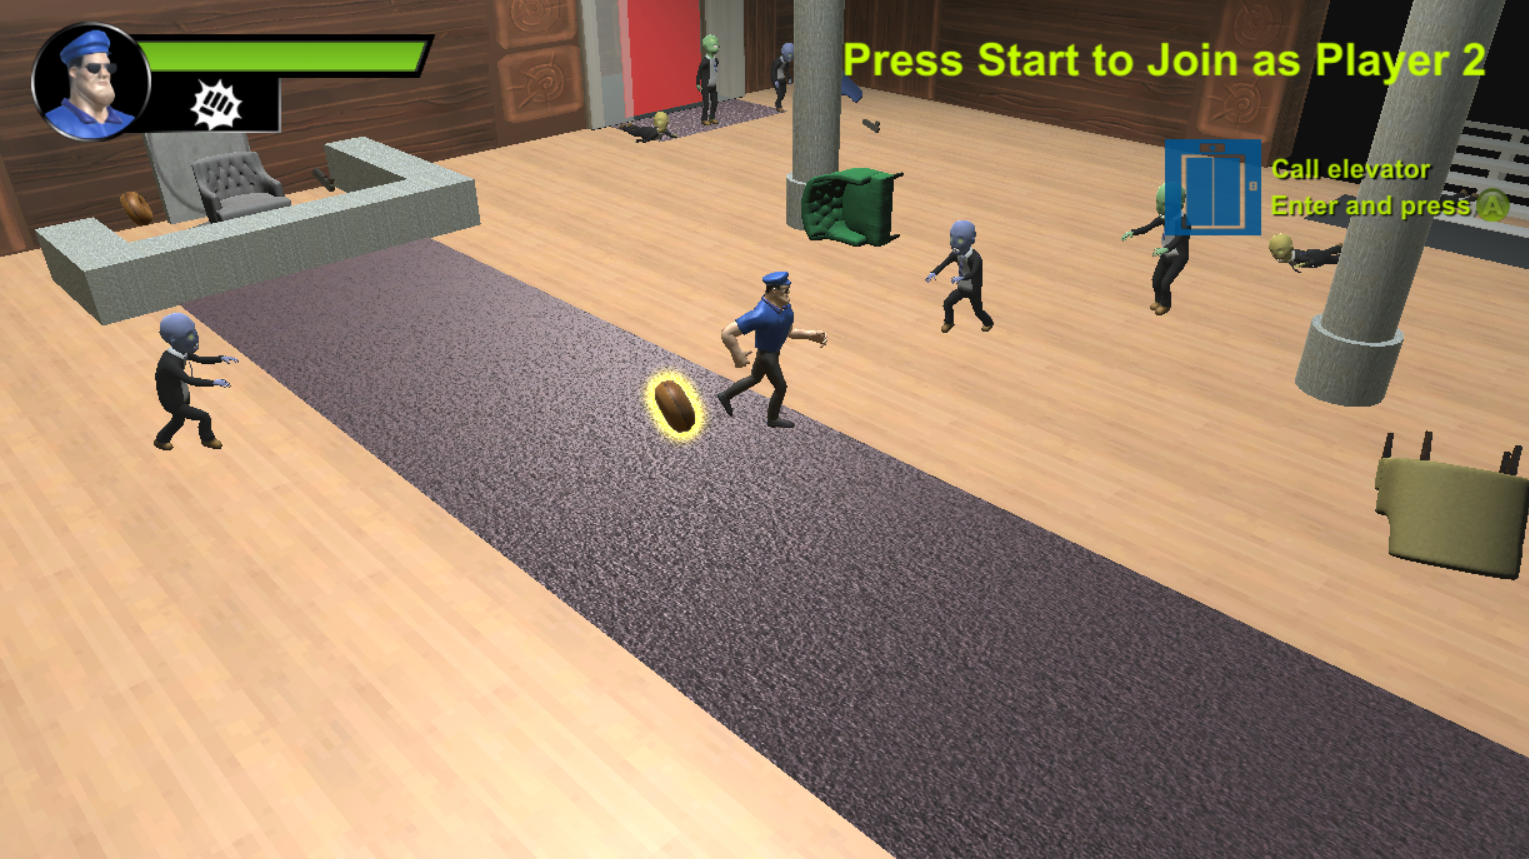 Press Start to Join as Player 2
Call elevator
Enter and press A